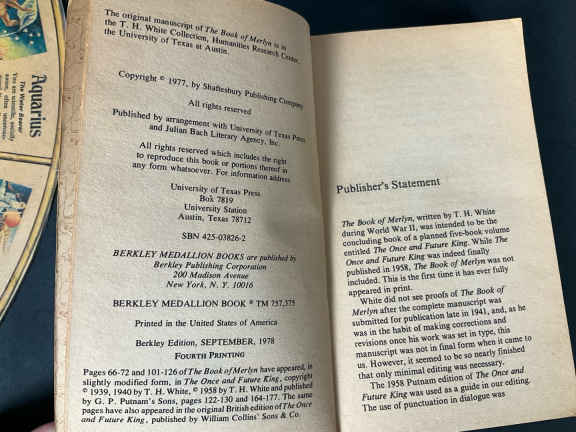 Aquarius
The Water Bearer
The original manuscript of The Book of Merlyn is in
the T. H. White Collection, Humanities Research Center,
the University of Texas at Austin.
Copyright © 1977, by Shaftesbury Publishing Company
All rights reserved
Published by arrangement with University of Texas Press
and Julian Bach Literary Agency, Inc.
All rights reserved which includes the right
to reproduce this book or portions thereof in
any form whatsoever. For information address
University of Texas Press
Box 7819
University Station
Austin, Texas 78712
SBN 425-03826-2
BERKLEY MEDALLION BOOKS are published by
Berkley Publishing Corporation
200 Madison Avenue
New York, N. Y. 10016
BERKLEY MEDALLION BOOK ® TM 757,375
Printed in the United States of America
Berkley Edition, SEPTEMBER, 1978
FOURTH PRINTING
Pages 66-72 and 101-126 of The Book of Merlyn have appeared, in
slightly modified form, in The Once and Future King, copyright
© 1939, 1940 by T. H. White, © 1958 by T. H. White and published
by G. P. Putnam's Sons, pages 122-130 and 164-177. The same
pages have also appeared in the original British edition of The Once
and Future King, published by William Collins' Sons & Co.
Publisher's Statement
The Book of Merlyn, written by T. H. White
during World War II, was intended to be the
concluding book of a planned five-book volume
entitled The Once and Future King. While The
Once and Future King was indeed finally
published in 1958, The Book of Merlyn was not
included. This is the first time it has ever fully
appeared in print.
White did not see proofs of The Book of
Merlyn after the complete manuscript was
submitted for publication late in 1941, and, as he
was in the habit of making corrections and
revisions once his work was set in type, this
manuscript was not in final form when it came to
us. However, it seemed to be so nearly finished
that only minimal editing was necessary.
The 1958 Putnam edition of The Once and
Future King was used as a guide in our editing.
The use of punctuation in dialogue was